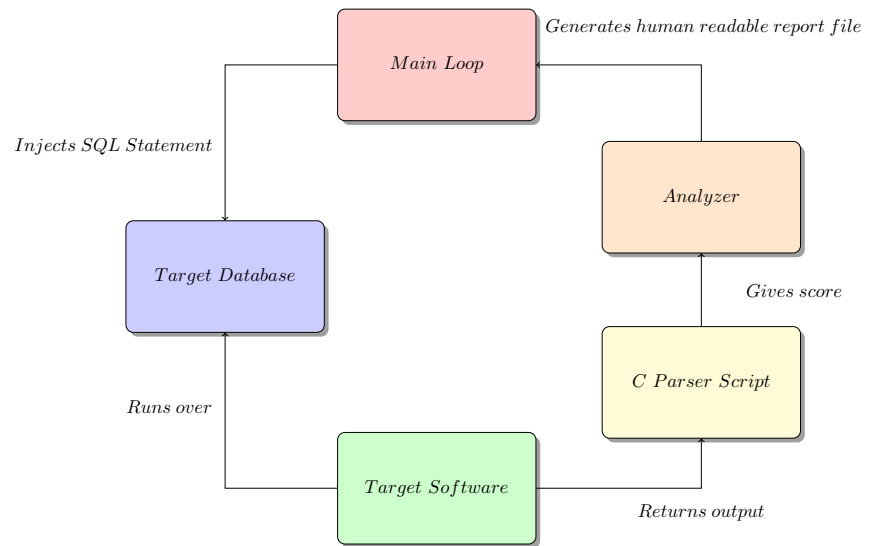 Generates human readable report file
Main Loop
Injects SQL Statement
Analyzer
Target Database
Gives score
C Parser Script
Runs over
Target Software
Returns output